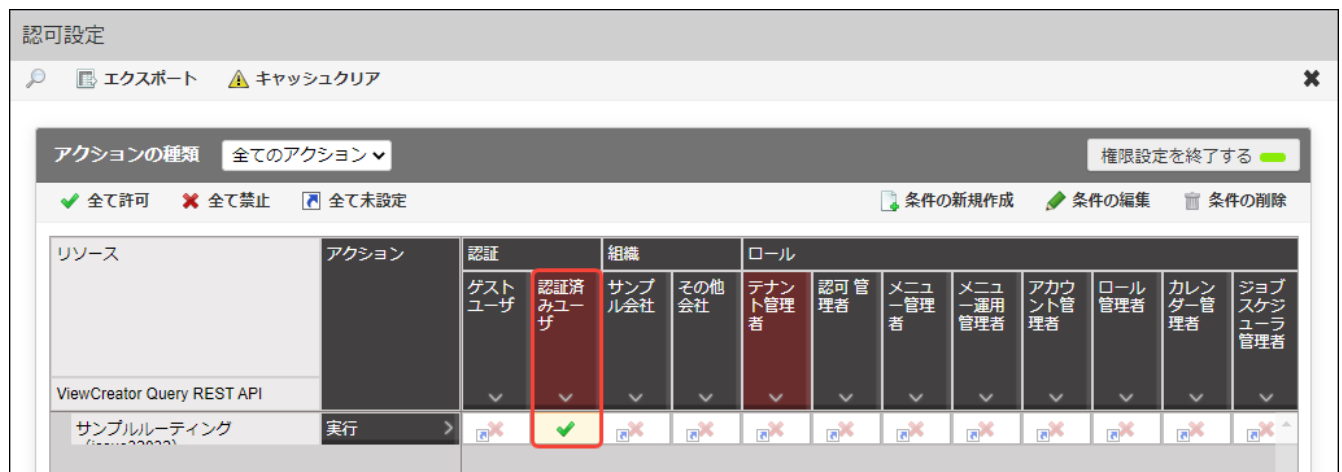 認可設定
エクスポート キャッシュクリア
アクションの種類 全てのアクション 権限設定を終了する
全て許可 全て禁止 全て未設定 条件の新規作成 条件の編集 条件の削除
リソース アクション 認証 組織 ロール
ゲスト
ユーザ
認証済
みユー
ザ
サンプ
ル会社
その他
会社
テナン
ト管理
者
認可 管
理者
メニュ
ー管理
者
メニュ
ー運用
管理者
アカウ
ント管
理者
ロール
管理者
カレン
ダー管
理者
ジョブ
スケジ
ューラ
管理者
ViewCreator Query REST API
サンプルルーティング 実行